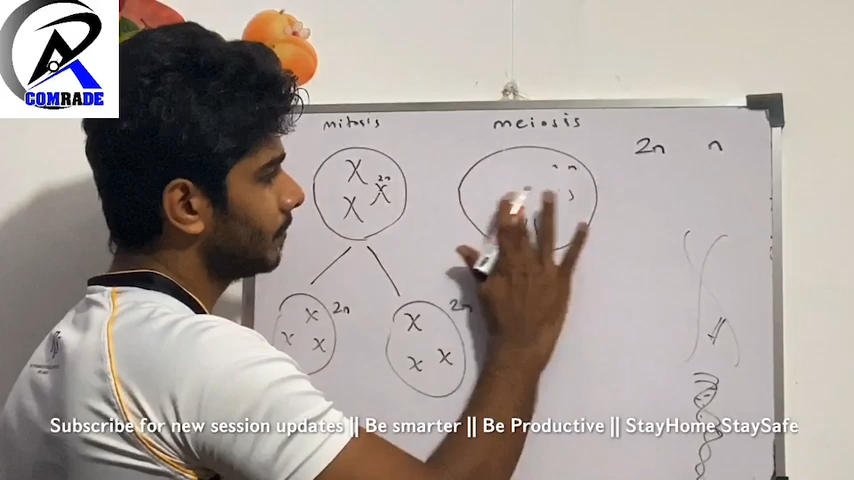 COMRADE
mitosis
meiosis
2n n
2n
2n
2n
Subscribe for new session updates || Be smarter || Be Productive || StayHome StaySafe